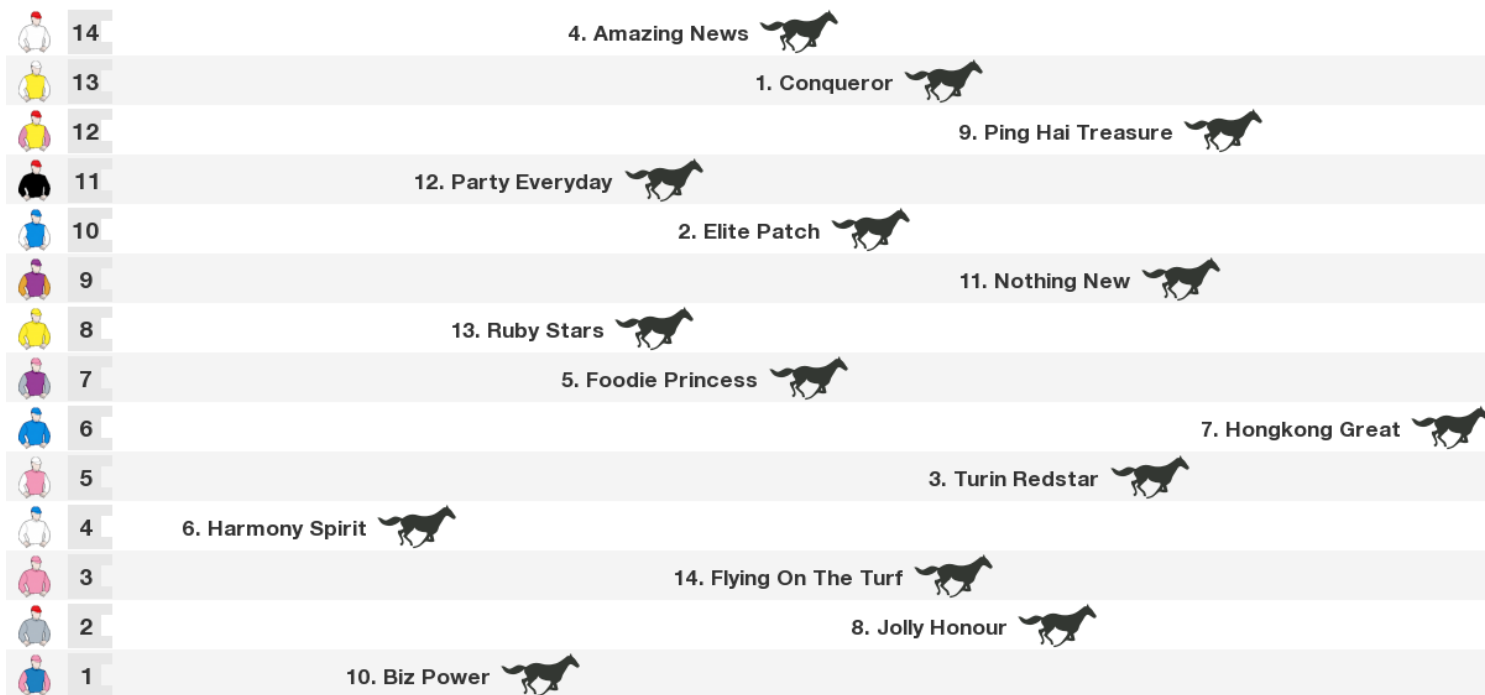 14 4. Amazing News
13 1. Conqueror
12 9. Ping Hai Treasure
11 12. Party Everyday
10 2. Elite Patch
9 11. Nothing New
8 13. Ruby Stars
7 5. Foodie Princess
6 7. Hongkong Great
5 3. Turin Redstar
4 6. Harmony Spirit
3 14. Flying On The Turf
2 8. Jolly Honour
1 10. Biz Power